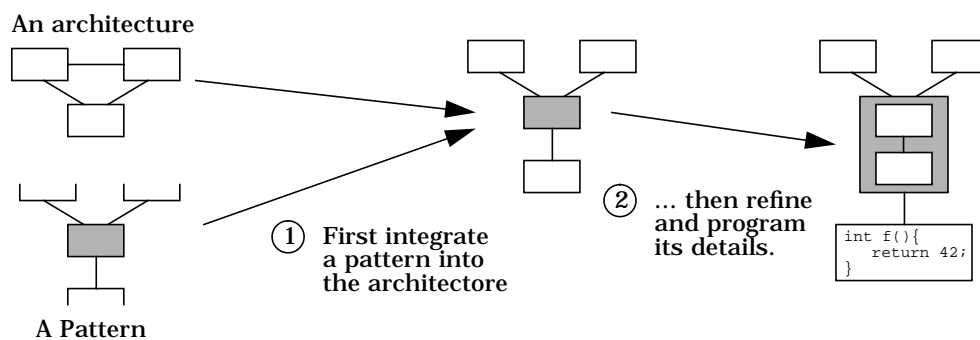 An architecture
A Pattern
1
First integrate
a pattern into
the architectore
2
... then refine
and program
its details.
int f(){
return 42;
}